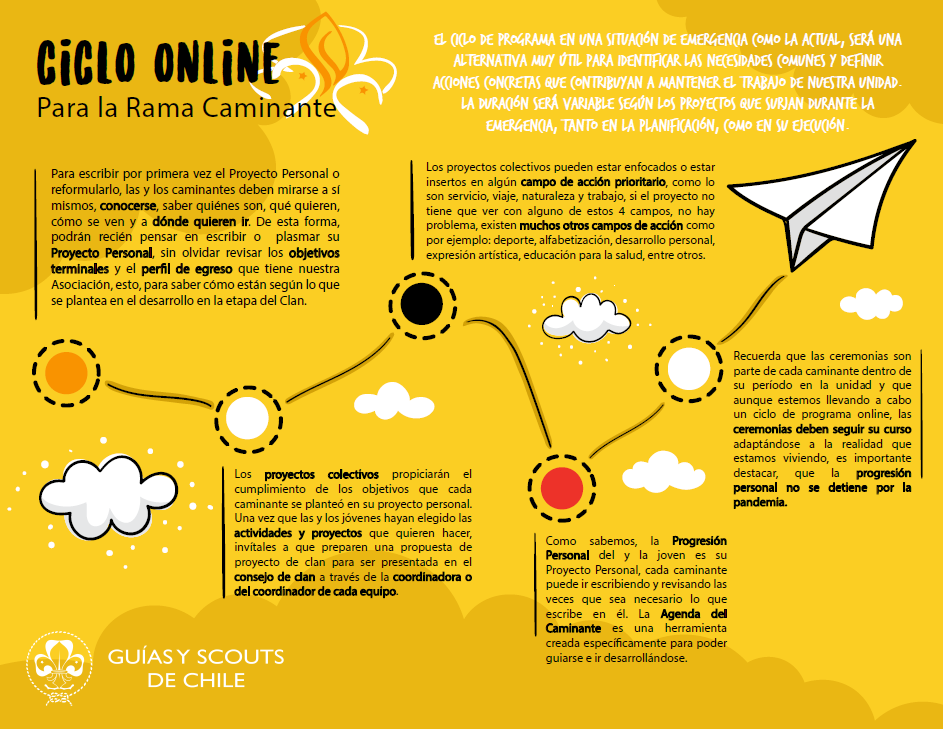 CICLO ONLINE
Para la Rama Caminante
EL CICLO DE PROGRAMA EN UNA SITUACIÓN DE EMERGENCIA COMO LA ACTUAL, SERÁ UNA
ALTERNATIVA MUY ÚTIL PARA IDENTIFICAR LAS NECESIDADES COMUNES Y DEFINIR
ACCIONES CONCRETAS QUE CONTRIBUYAN A MANTENER EL TRABAJO DE NUESTRA UNIDAD.
LA DURACIÓN SERÁ VARIABLE SEGÚN LOS PROYECTOS QUE SURJAN DURANTE LA
EMERGENCIA, TANTO EN LA PLANIFICACIÓN, COMO EN SU EJECUCIÓN.
Para escribir por primera vez el Proyecto Personal o
reformularlo, las y los caminantes deben mirarse a sí
mismos, conocerse, saber quiénes son, qué quieren,
cómo se ven y a dónde quieren ir. De esta forma,
podrán recién pensar en escribir o plasmar su
Proyecto Personal, sin olvidar revisar los objetivos
terminales y el perfil de egreso que tiene nuestra
Asociación, esto, para saber cómo están según lo que
se plantea en el desarrollo en la etapa del Clan.
Los proyectos colectivos pueden estar enfocados o estar
insertos en algún campo de acción prioritario, como lo
son servicio, viaje, naturaleza y trabajo, si el proyecto no
tiene que ver con alguno de estos 4 campos, no hay
problema, existen muchos otros campos de acción como
por ejemplo: deporte, alfabetización, desarrollo personal,
expresión artística, educación para la salud, entre otros.
Los proyectos colectivos propiciarán el
cumplimiento de los objetivos que cada
caminante se planteó en su proyecto personal.
Una vez que las y los jóvenes hayan elegido las
actividades y proyectos que quieren hacer,
invítales a que preparen una propuesta de
proyecto de clan para ser presentada en el
consejo de clan a través de la coordinadora o
del coordinador de cada equipo.
Como sabemos, la Progresión
Personal del y la joven es su
Proyecto Personal, cada caminante
puede ir escribiendo y revisando las
veces que sea necesario lo que
escribe en él. La Agenda del
Caminante es una herramienta
creada específicamente para poder
guiarse e ir desarrollándose.
Recuerda que las ceremonias son
parte de cada caminante dentro de
su período en la unidad y que
aunque estemos llevando a cabo
un ciclo de programa online, las
ceremonias deben seguir su curso
adaptándose a la realidad que
estamos viviendo, es importante
destacar, que la progresión
personal no se detiene por la
pandemia.
GUÍAS Y SCOUTS
DE CHILE